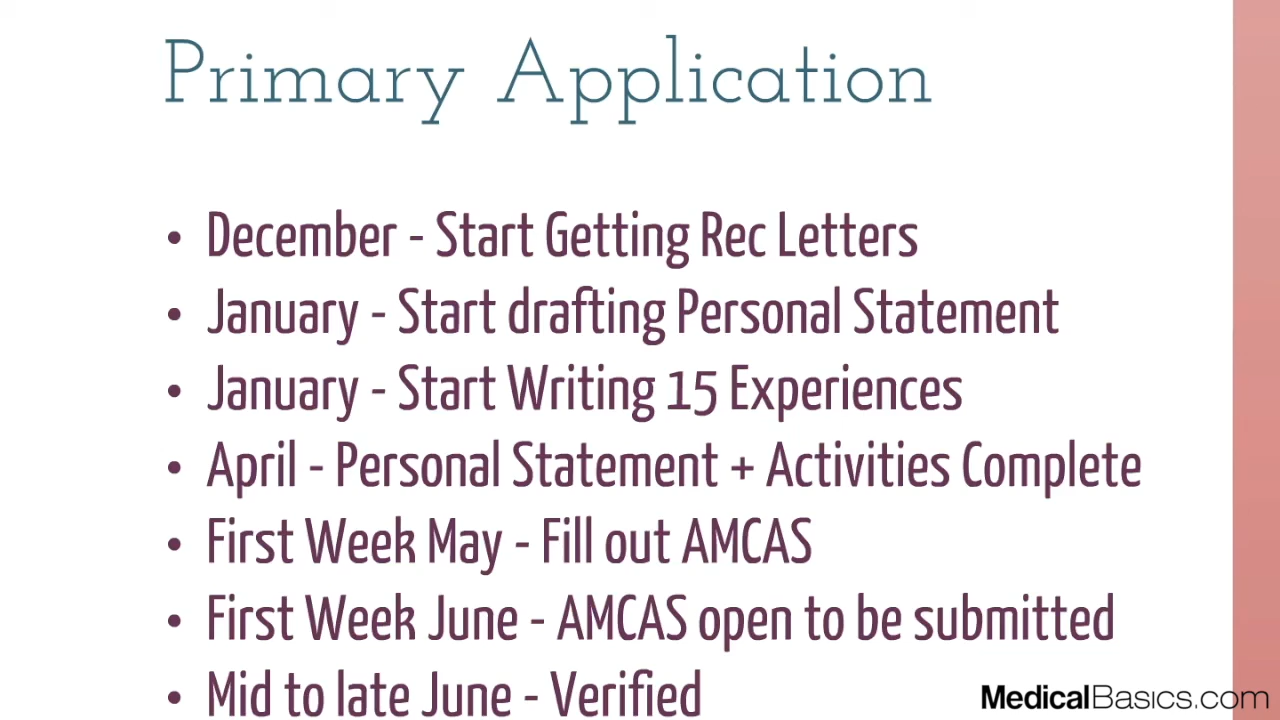 Primary Application
• December - Start Getting Rec Letters
• January - Start drafting Personal Statement
• January - Start Writing 15 Experiences
• April - Personal Statement + Activities Complete
• First Week May - Fill out AMCAS
• First Week June - AMCAS open to be submitted
• Mid to late June - Verified
MedicalBasics.com